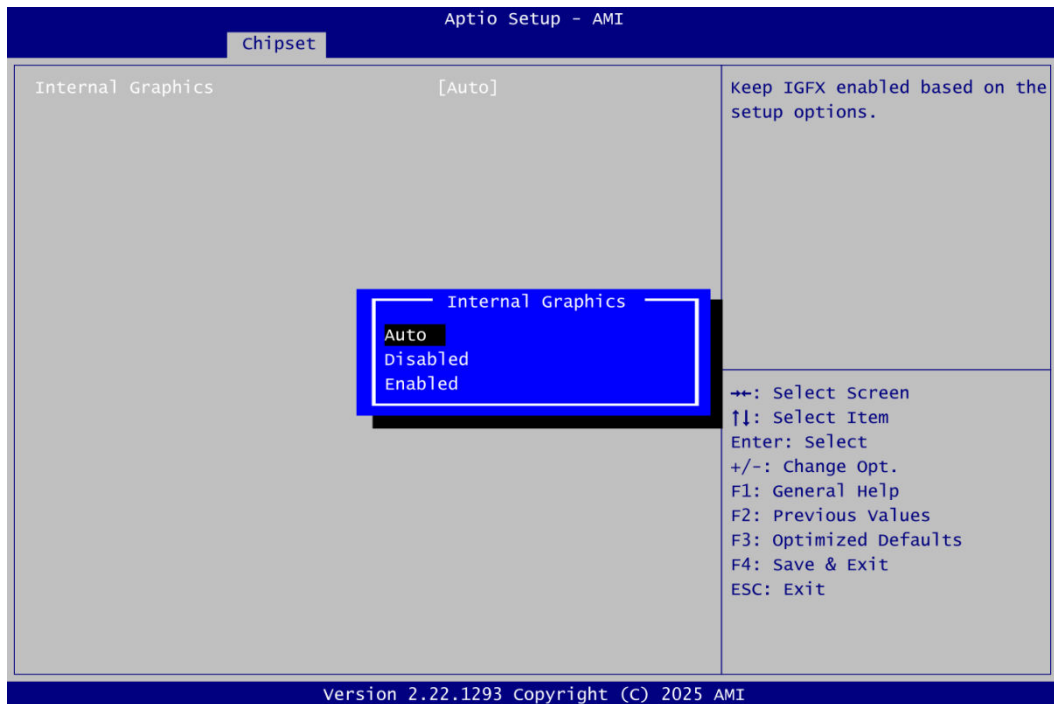 Aptio Setup - AMI
Chipset
Internal Graphics [Auto]
Keep IGFX enabled based on the
setup options.
Internal Graphics
Auto
Disabled
Enabled
→←: Select Screen
↑↓: Select Item
Enter: Select
+/-: Change Opt.
F1: General Help
F2: Previous Values
F3: Optimized Defaults
F4: Save & Exit
ESC: Exit
Version 2.22.1293 Copyright (C) 2025 AMI